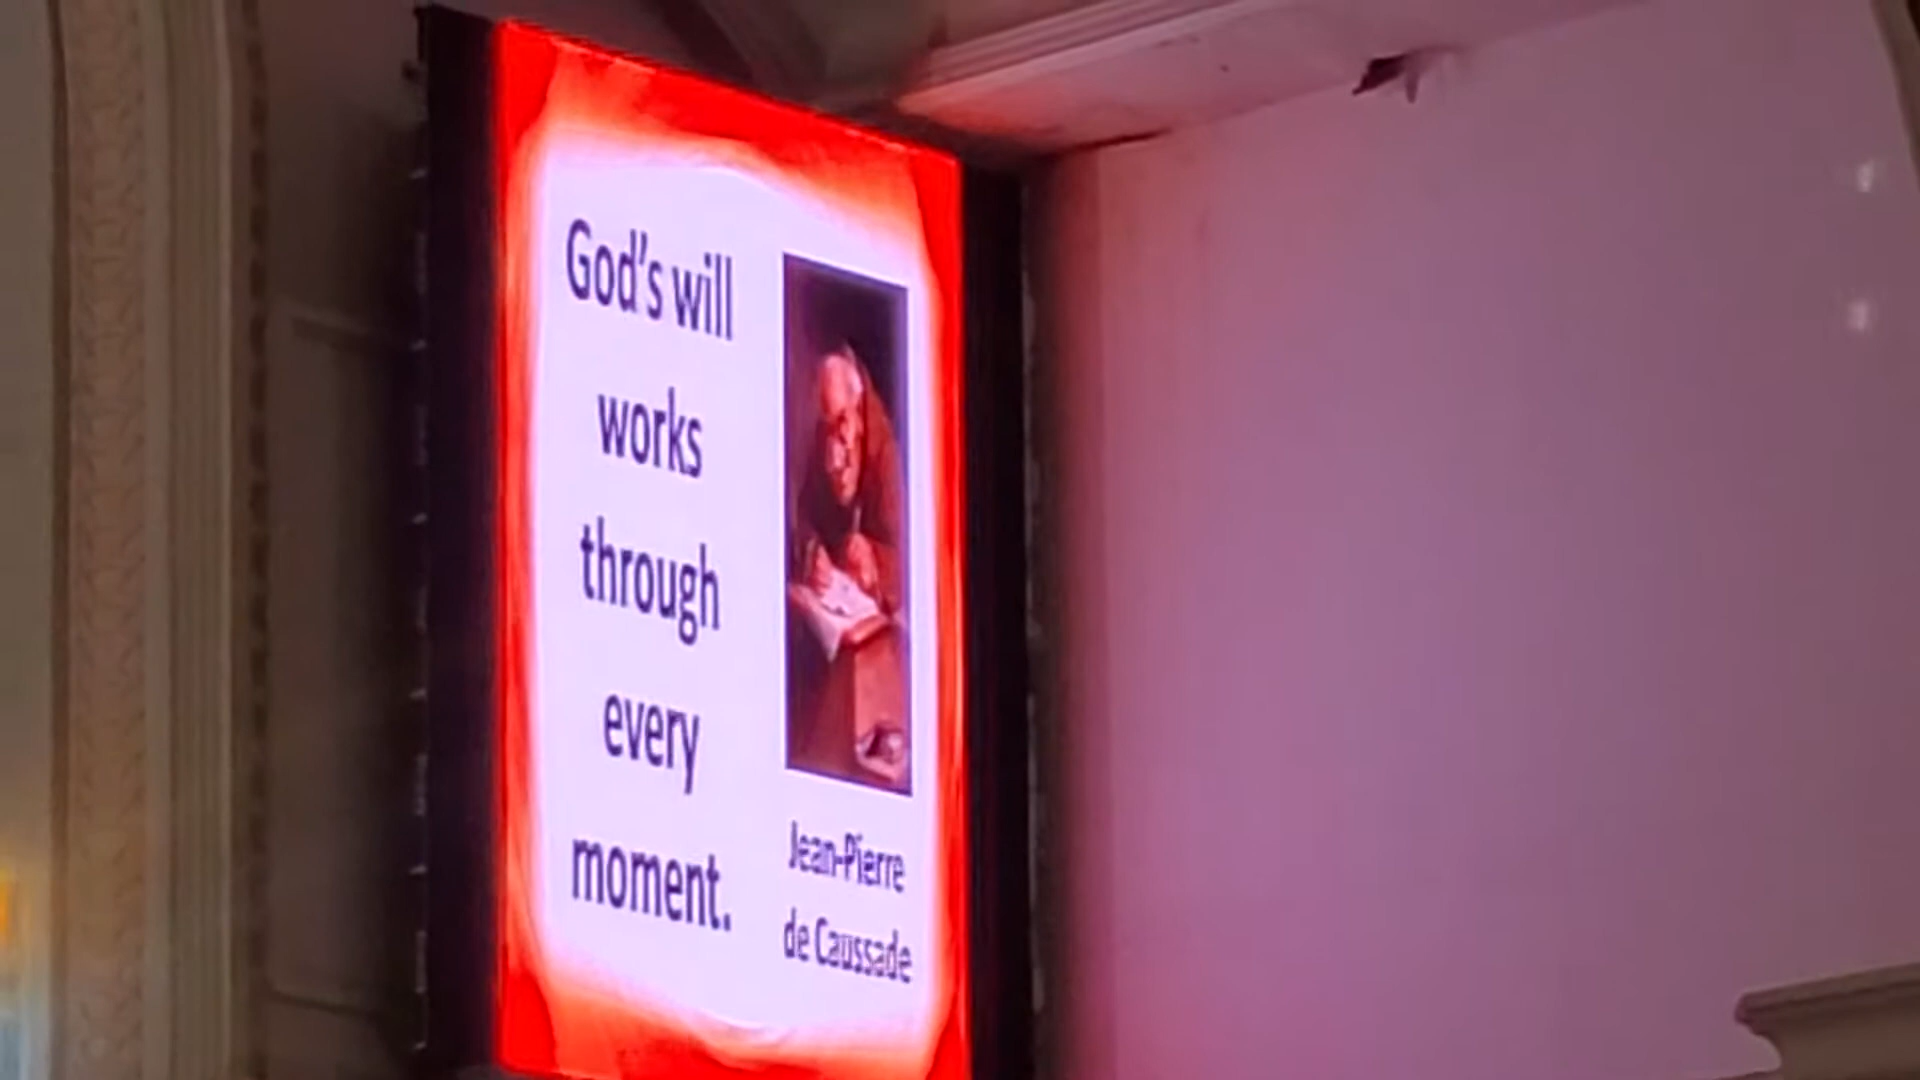 God's will
works
through
every
moment.
Jean-Pierre
de Caussade